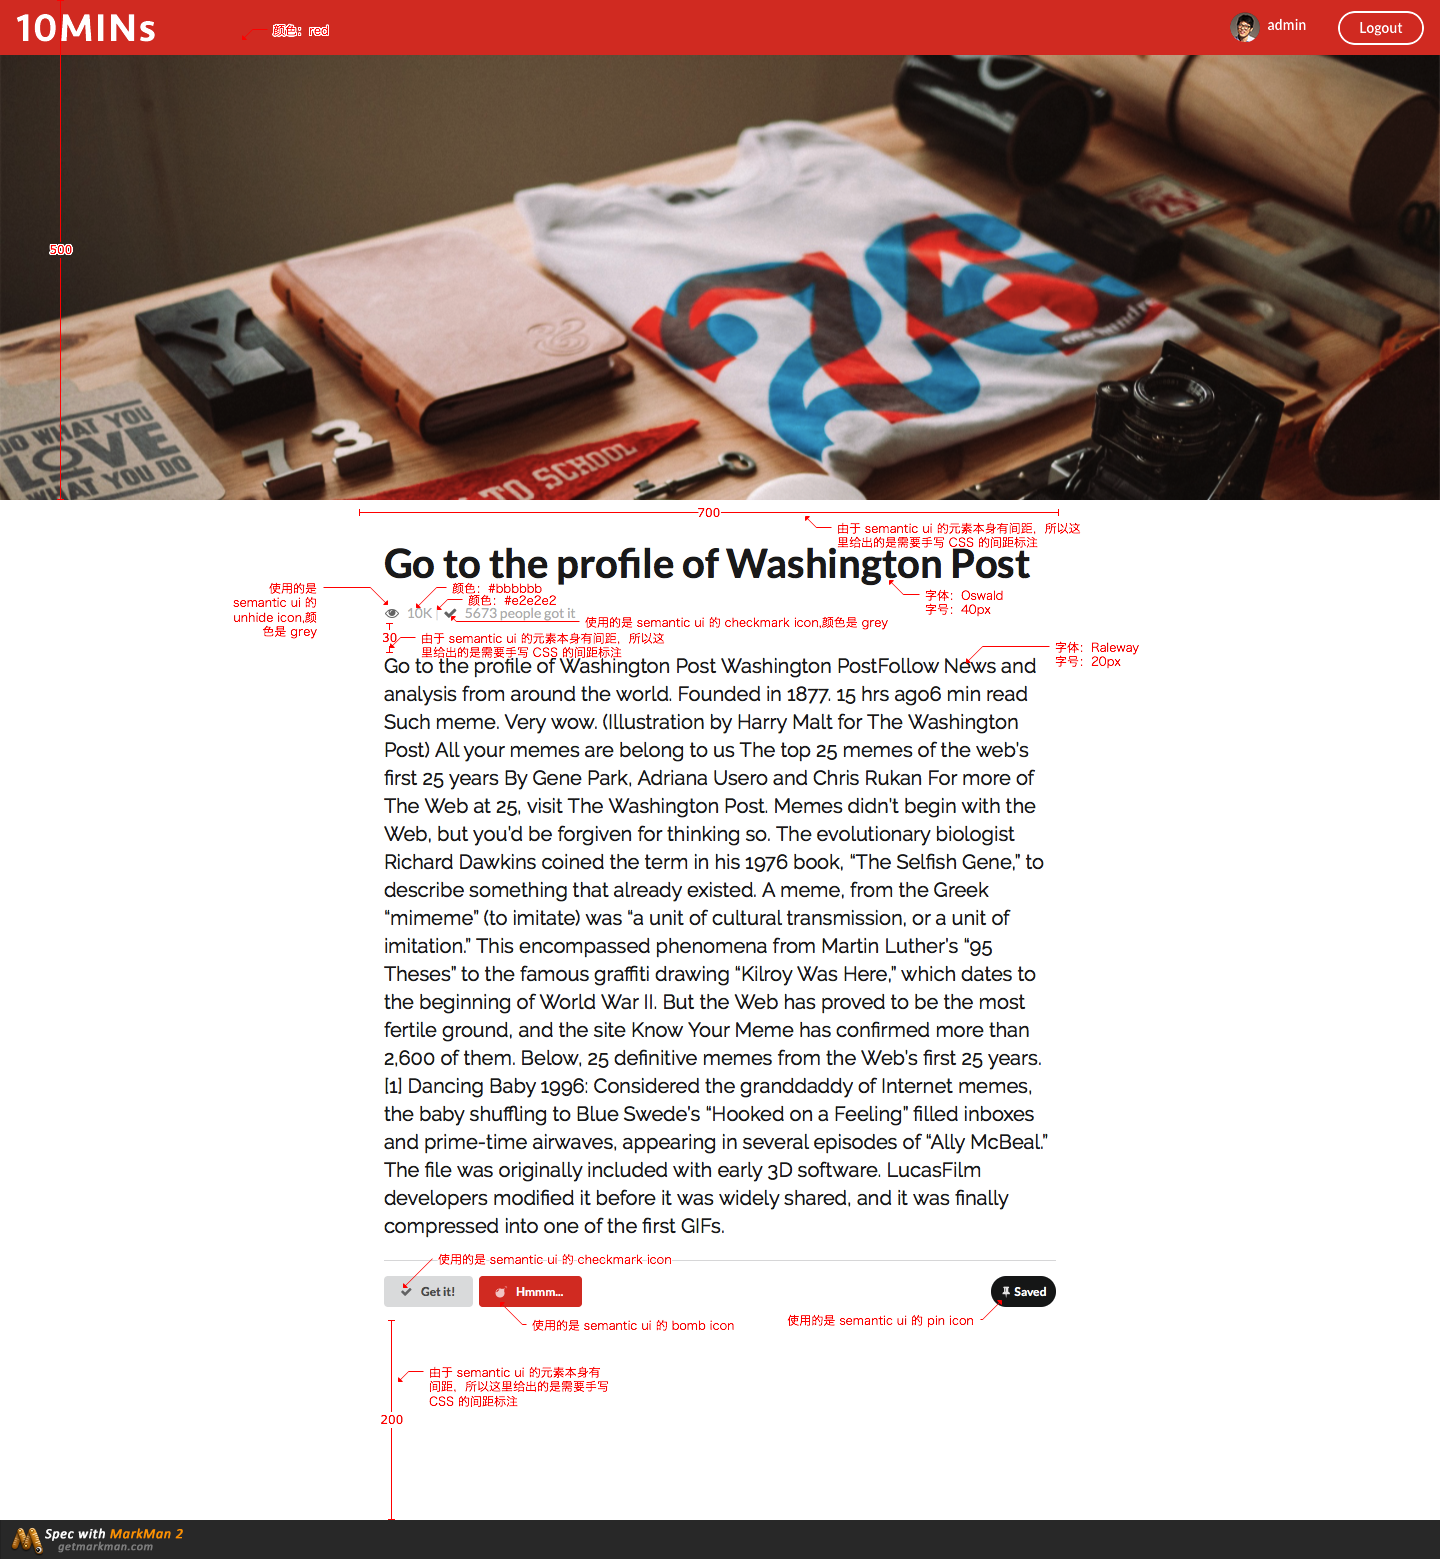 10MINs
颜色：red
admin
Logout
500
DO WHAT YOU
LOVE
WHAT YOU DO
TO SCHOOL
700
由于 semantic ui 的元素本身有间距，所以这
里给出的是需要手写 CSS 的间距标注
Go to the profile of Washington Post
使用的是
semantic ui 的
unhide icon,颜
色是 grey
颜色：#bbbbbb
颜色：#e2e2e2
字体：Oswald
字号：40px
10K
5673 people got it
使用的是 semantic ui 的 checkmark icon,颜色是 grey
30
由于 semantic ui 的元素本身有间距，所以这
里给出的是需要手写 CSS 的间距标注
字体：Raleway
字号：20px
Go to the profile of Washington Post Washington PostFollow News and
analysis from around the world. Founded in 1877. 15 hrs ago6 min read
Such meme. Very wow. (Illustration by Harry Malt for The Washington
Post) All your memes are belong to us The top 25 memes of the web’s
first 25 years By Gene Park, Adriana Usero and Chris Rukan For more of
The Web at 25, visit The Washington Post. Memes didn’t begin with the
Web, but you’d be forgiven for thinking so. The evolutionary biologist
Richard Dawkins coined the term in his 1976 book, “The Selfish Gene,” to
describe something that already existed. A meme, from the Greek
“mimeme” (to imitate) was “a unit of cultural transmission, or a unit of
imitation.” This encompassed phenomena from Martin Luther’s “95
Theses” to the famous graffiti drawing “Kilroy Was Here,” which dates to
the beginning of World War II. But the Web has proved to be the most
fertile ground, and the site Know Your Meme has confirmed more than
2,600 of them. Below, 25 definitive memes from the Web’s first 25 years.
[1] Dancing Baby 1996: Considered the granddaddy of Internet memes,
the baby shuffling to Blue Swede’s “Hooked on a Feeling” filled inboxes
and prime-time airwaves, appearing in several episodes of “Ally McBeal.”
The file was originally included with early 3D software. LucasFilm
developers modified it before it was widely shared, and it was finally
compressed into one of the first GIFs.
使用的是 semantic ui 的 checkmark icon
Get it!
Hmmm...
Saved
使用的是 semantic ui 的 bomb icon
使用的是 semantic ui 的 pin icon
由于 semantic ui 的元素本身有
间距，所以这里给出的是需要手写
CSS 的间距标注
200
Spec with MarkMan 2
getmarkman.com